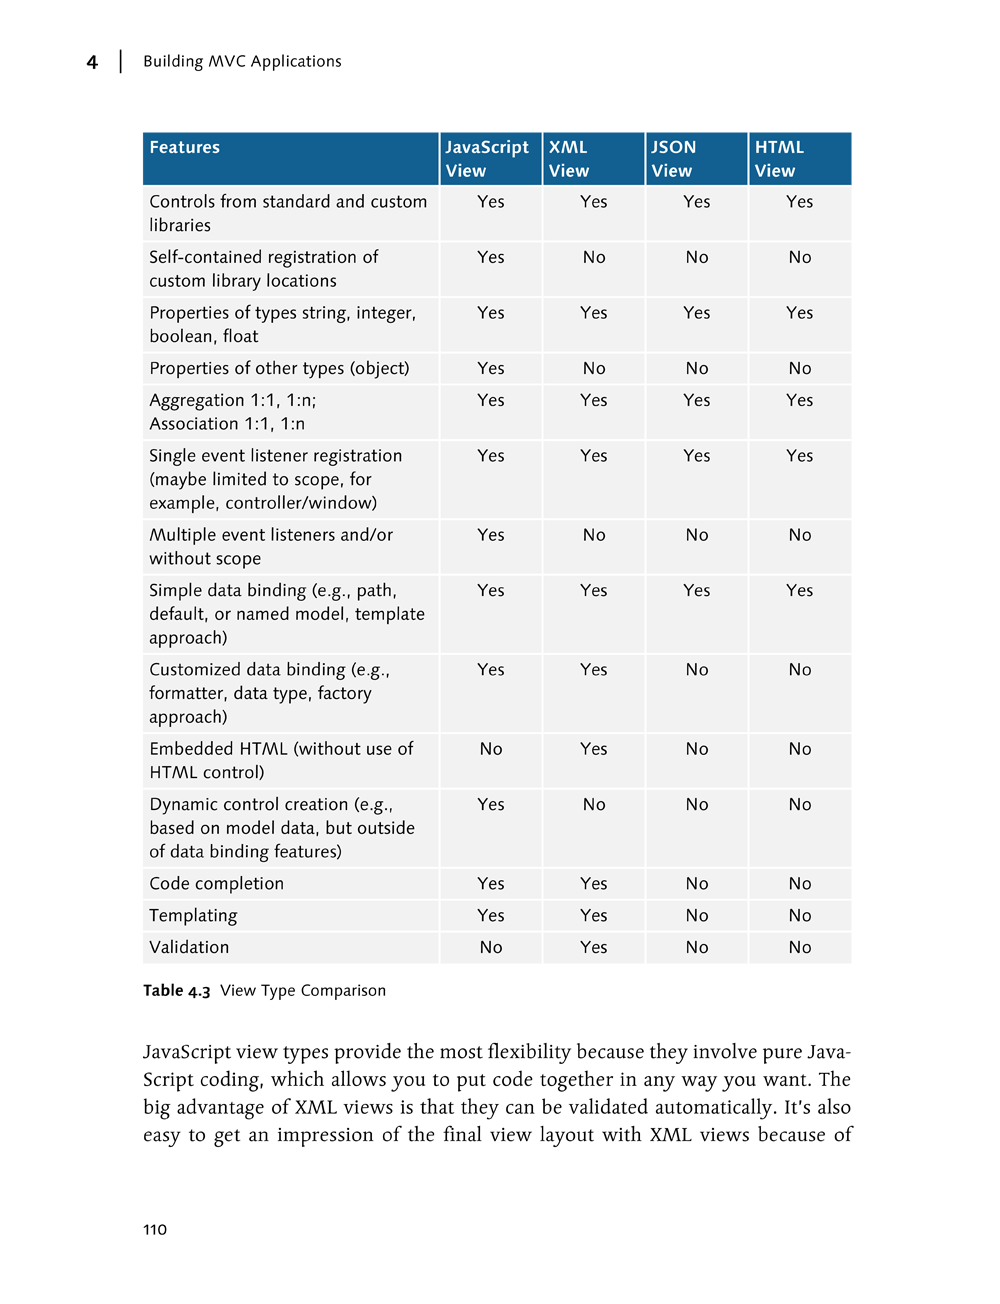 4 | Building MVC Applications
Features JavaScript View XML View JSON View HTML View
Controls from standard and custom libraries Yes Yes Yes Yes
Self-contained registration of custom library locations Yes No No No
Properties of types string, integer, boolean, float Yes Yes Yes Yes
Properties of other types (object) Yes No No No
Aggregation 1:1, 1:n; Association 1:1, 1:n Yes Yes Yes Yes
Single event listener registration (maybe limited to scope, for example, controller/window) Yes Yes Yes Yes
Multiple event listeners and/or without scope Yes No No No
Simple data binding (e.g., path, default, or named model, template approach) Yes Yes Yes Yes
Customized data binding (e.g., formatter, data type, factory approach) Yes Yes No No
Embedded HTML (without use of HTML control) No Yes No No
Dynamic control creation (e.g., based on model data, but outside of data binding features) Yes No No No
Code completion Yes Yes No No
Templating Yes Yes No No
Validation No Yes No No
Table 4.3 View Type Comparison
JavaScript view types provide the most flexibility because they involve pure Java-
Script coding, which allows you to put code together in any way you want. The
big advantage of XML views is that they can be validated automatically. It's also
easy to get an impression of the final view layout with XML views because of
110